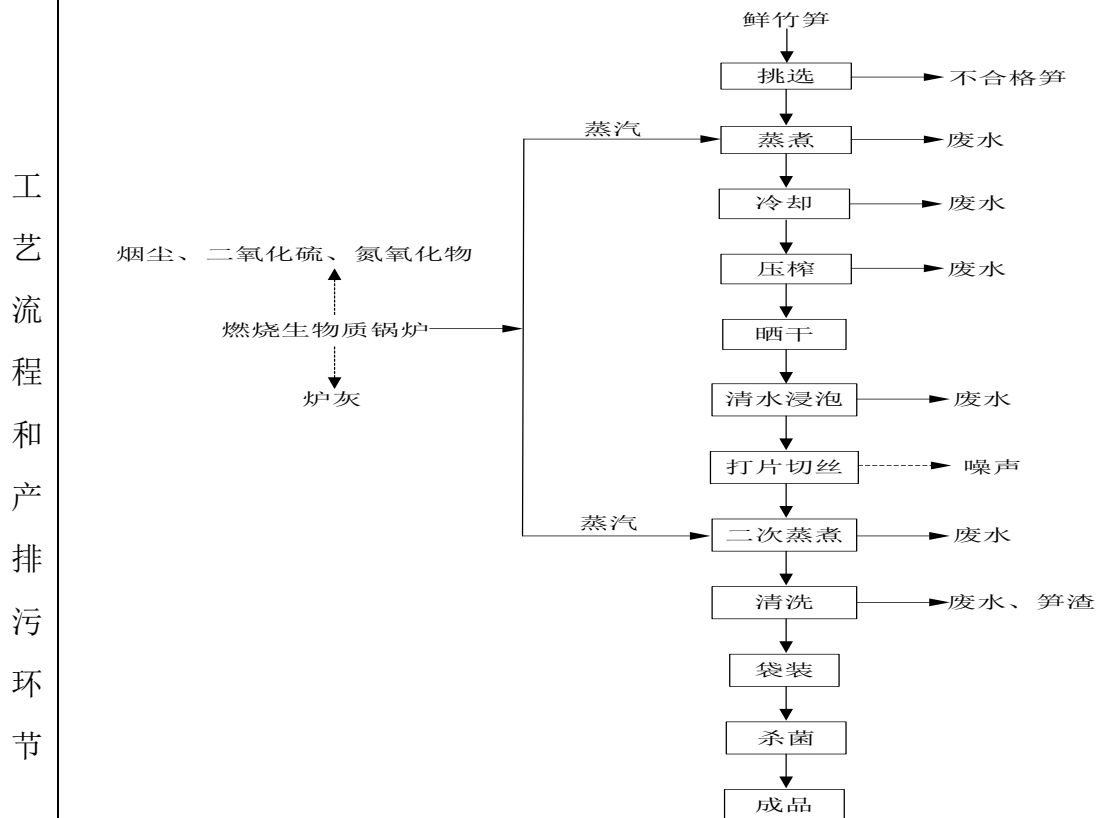 工艺流程和产排污环节
鲜竹笋
挑选
不合格笋
蒸汽
蒸煮
废水
冷却
废水
烟尘、二氧化硫、氮氧化物
压榨
废水
燃烧生物质锅炉
晒干
炉灰
清水浸泡
废水
打片切丝
噪声
蒸汽
二次蒸煮
废水
清洗
废水、笋渣
袋装
杀菌
成品